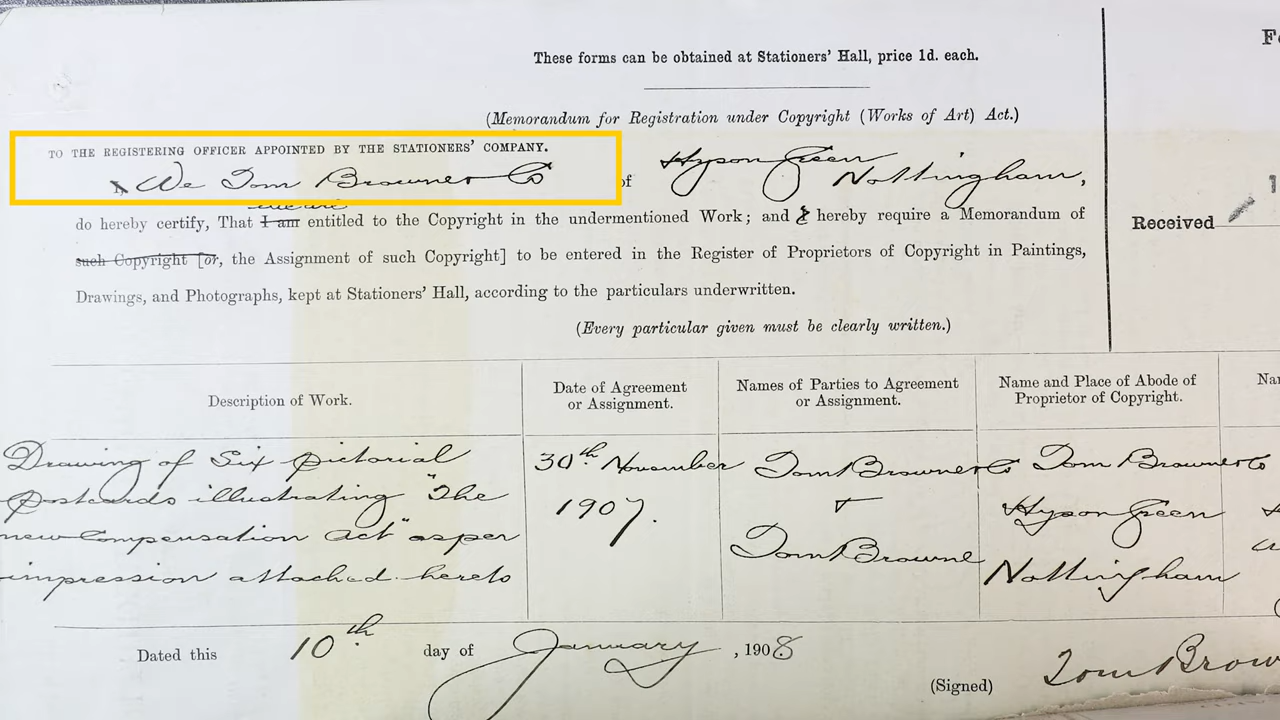 These forms can be obtained at Stationers' Hall, price 1d. each.
(Memorandum for Registration under Copyright (Works of Art) Act.)
TO THE REGISTERING OFFICER APPOINTED BY THE STATIONERS' COMPANY.
We Tom Browne & Co of Hyson Green Nottingham,
we are
do hereby certify, That I am entitled to the Copyright in the undermentioned Work; and I hereby require a Memorandum of
such Copyright [or, the Assignment of such Copyright] to be entered in the Register of Proprietors of Copyright in Paintings,
Drawings, and Photographs, kept at Stationers' Hall, according to the particulars underwritten.
(Every particular given must be clearly written.)
Received
Description of Work.
Date of Agreement
or Assignment.
Names of Parties to Agreement
or Assignment.
Name and Place of Abode of
Proprietor of Copyright.
Drawing of Six pictorial
postcards illustrating "The
new Compensation Act" as per
impression attached hereto
30th November
1907.
Tom Browne & Co
&
Tom Browne
Tom Browne & Co
Hyson Green
Nottingham
Dated this 10th day of January, 1908
(Signed) Tom Brow